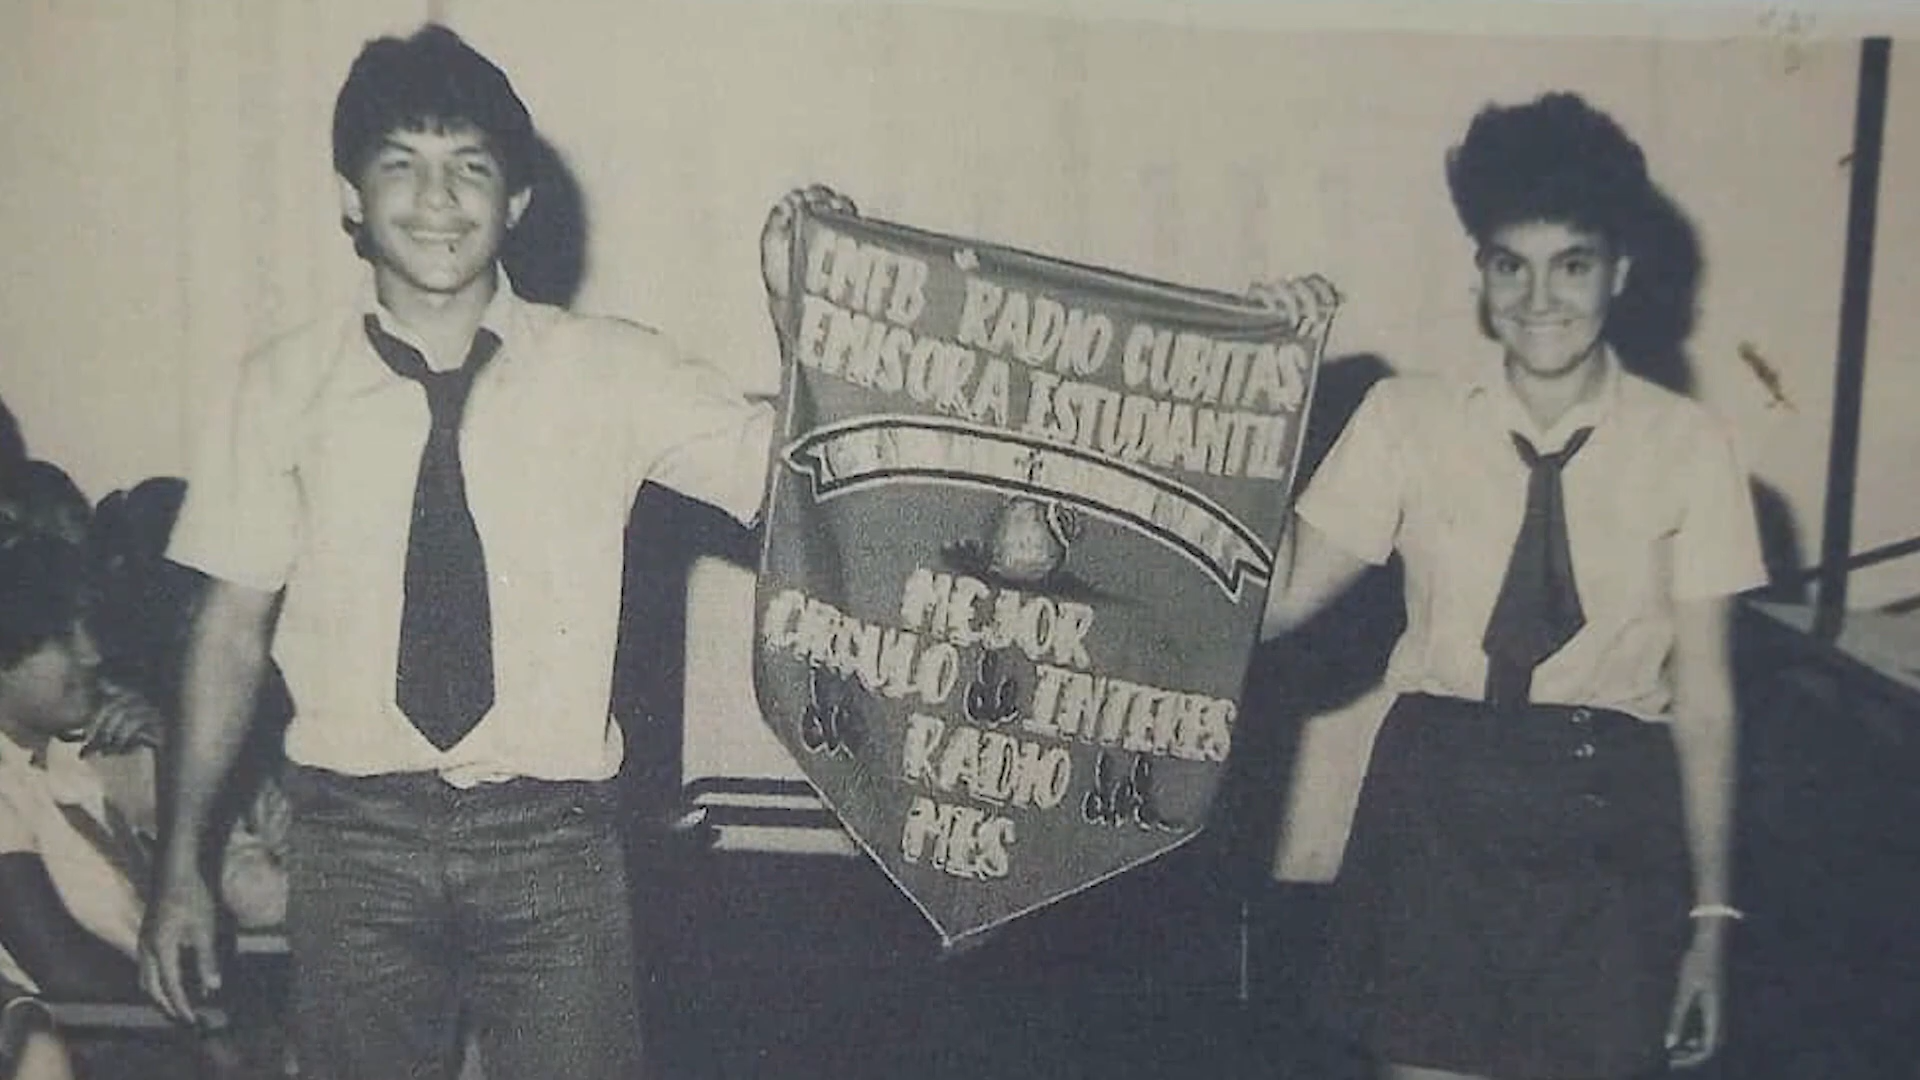 CMFB RADIO CUBITAS
EMISORA ESTUDIANTIL
MEJOR
CIRCULO de INTERES
de RADIO del
MES